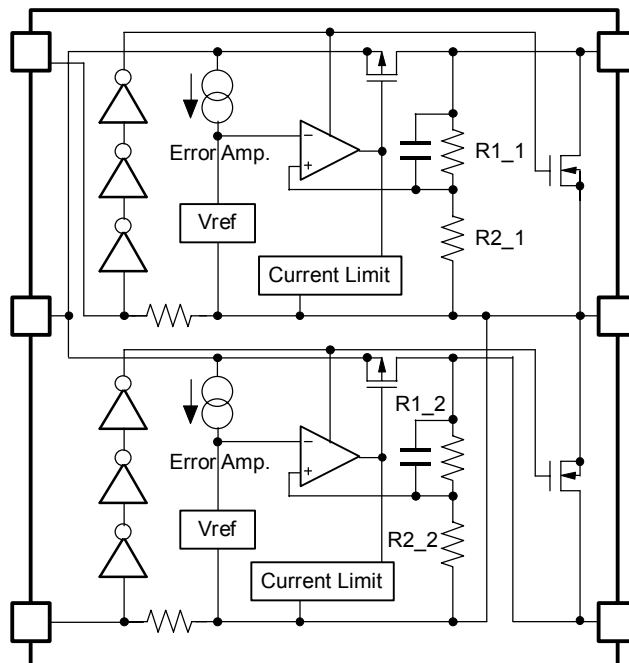 R1_1
Error Amp.
−
+
Vref
R2_1
Current Limit
R1_2
Error Amp.
−
+
Vref
R2_2
Current Limit